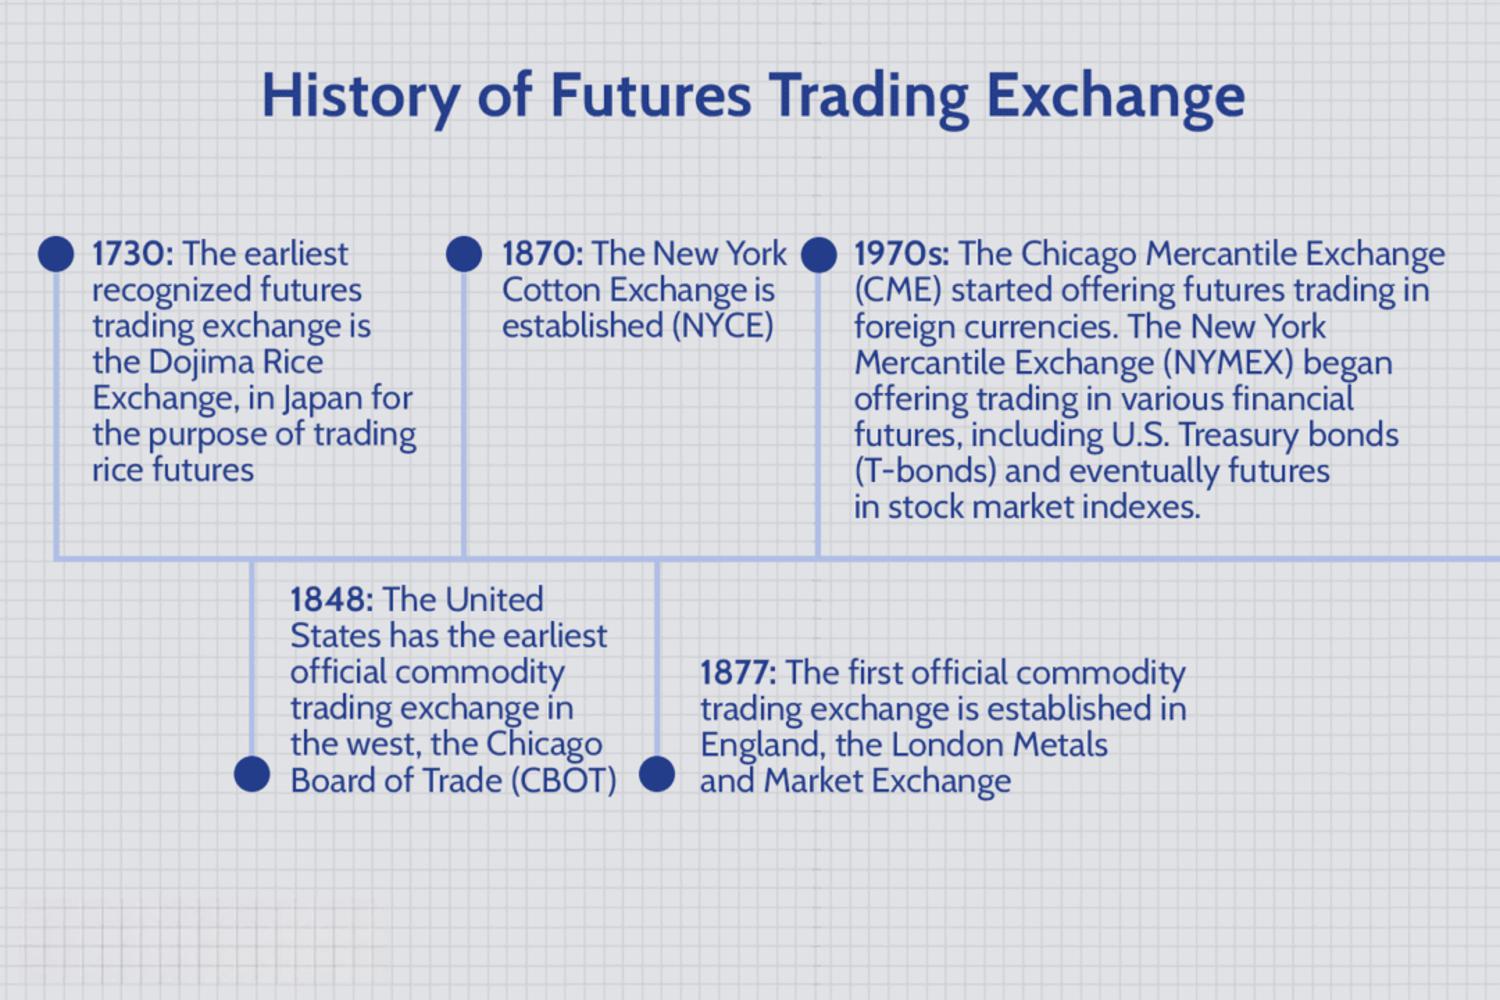 History of Futures Trading Exchange
1730: The earliest
recognized futures
trading exchange is
the Dojima Rice
Exchange, in Japan for
the purpose of trading
rice futures
1848: The United
States has the earliest
official commodity
trading exchange in
the west, the Chicago
Board of Trade (CBOT)
1870: The New York
Cotton Exchange is
established (NYCE)
1877: The first official commodity
trading exchange is established in
England, the London Metals
and Market Exchange
1970s: The Chicago Mercantile Exchange
(CME) started offering futures trading in
foreign currencies. The New York
Mercantile Exchange (NYMEX) began
offering trading in various financial
futures, including U.S. Treasury bonds
(T-bonds) and eventually futures
in stock market indexes.